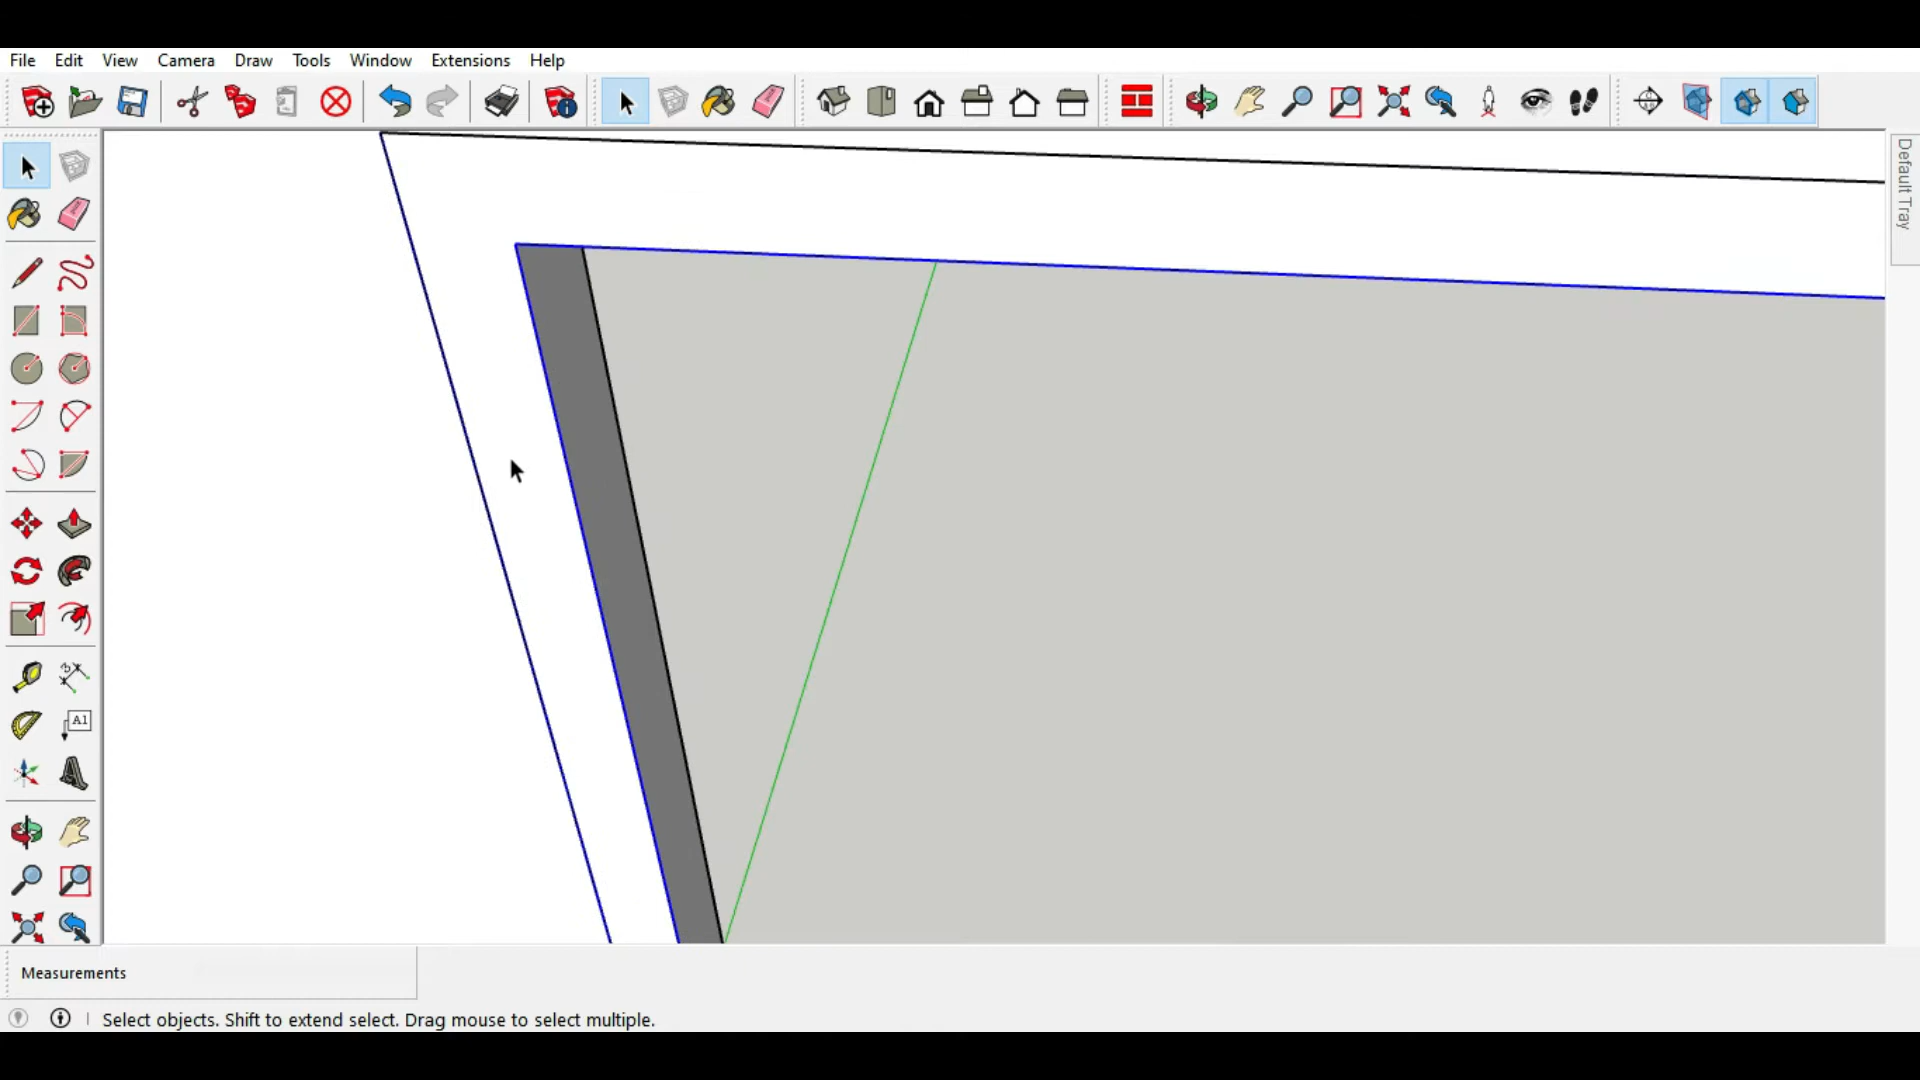 File Edit View Camera Draw Tools Window Extensions Help
Default Tray
A1
Measurements
Select objects. Shift to extend select. Drag mouse to select multiple.